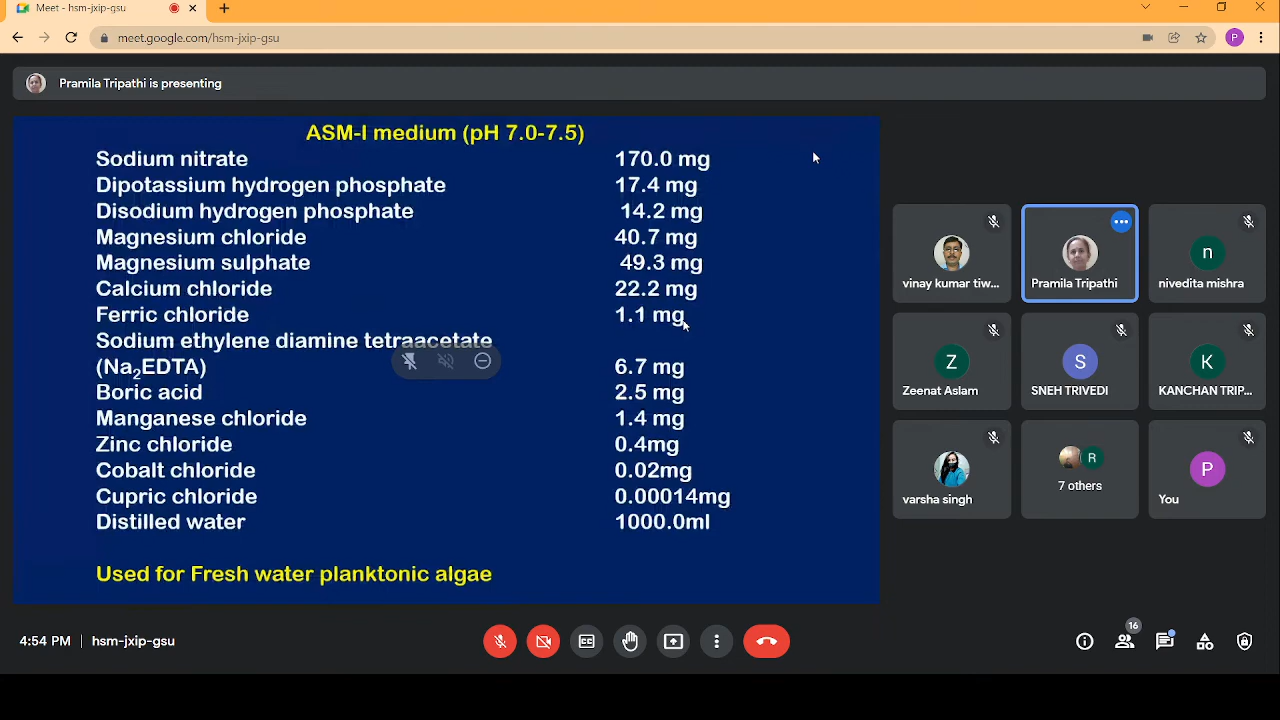 Meet - hsm-jxip-gsu
meet.google.com/hsm-jxip-gsu
P
Pramila Tripathi is presenting
ASM-I medium (pH 7.0-7.5)
Sodium nitrate 170.0 mg
Dipotassium hydrogen phosphate 17.4 mg
Disodium hydrogen phosphate 14.2 mg
Magnesium chloride 40.7 mg
Magnesium sulphate 49.3 mg
Calcium chloride 22.2 mg
Ferric chloride 1.1 mg
Sodium ethylene diamine tetraacetate
(Na₂EDTA) 6.7 mg
Boric acid 2.5 mg
Manganese chloride 1.4 mg
Zinc chloride 0.4mg
Cobalt chloride 0.02mg
Cupric chloride 0.00014mg
Distilled water 1000.0ml
Used for Fresh water planktonic algae
vinay kumar tiw...
Pramila Tripathi
n
nivedita mishra
Z
Zeenat Aslam
S
SNEH TRIVEDI
K
KANCHAN TRIP...
varsha singh
R
7 others
P
You
4:54 PM | hsm-jxip-gsu
16